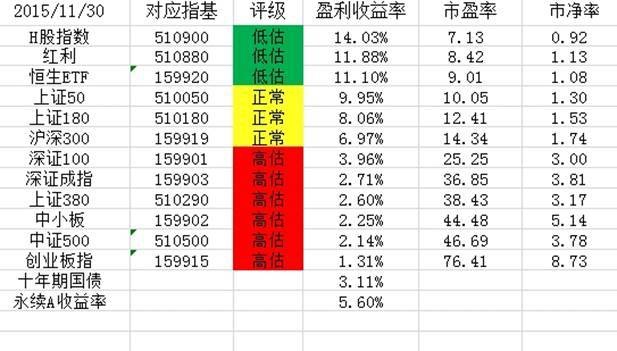 2015/11/30 对应指基 评级 盈利收益率 市盈率 市净率
H股指数 510900 低估 14.03% 7.13 0.92
红利 510880 低估 11.88% 8.42 1.13
恒生ETF 159920 低估 11.10% 9.01 1.08
上证50 510050 正常 9.95% 10.05 1.30
上证180 510180 正常 8.06% 12.41 1.53
沪深300 159919 正常 6.97% 14.34 1.74
深证100 159901 高估 3.96% 25.25 3.00
深证成指 159903 高估 2.71% 36.85 3.81
上证380 510290 高估 2.60% 38.43 3.17
中小板 159902 高估 2.25% 44.48 5.14
中证500 510500 高估 2.14% 46.69 3.78
创业板指 159915 高估 1.31% 76.41 8.73
十年期国债 3.11%
永续A收益率 5.60%